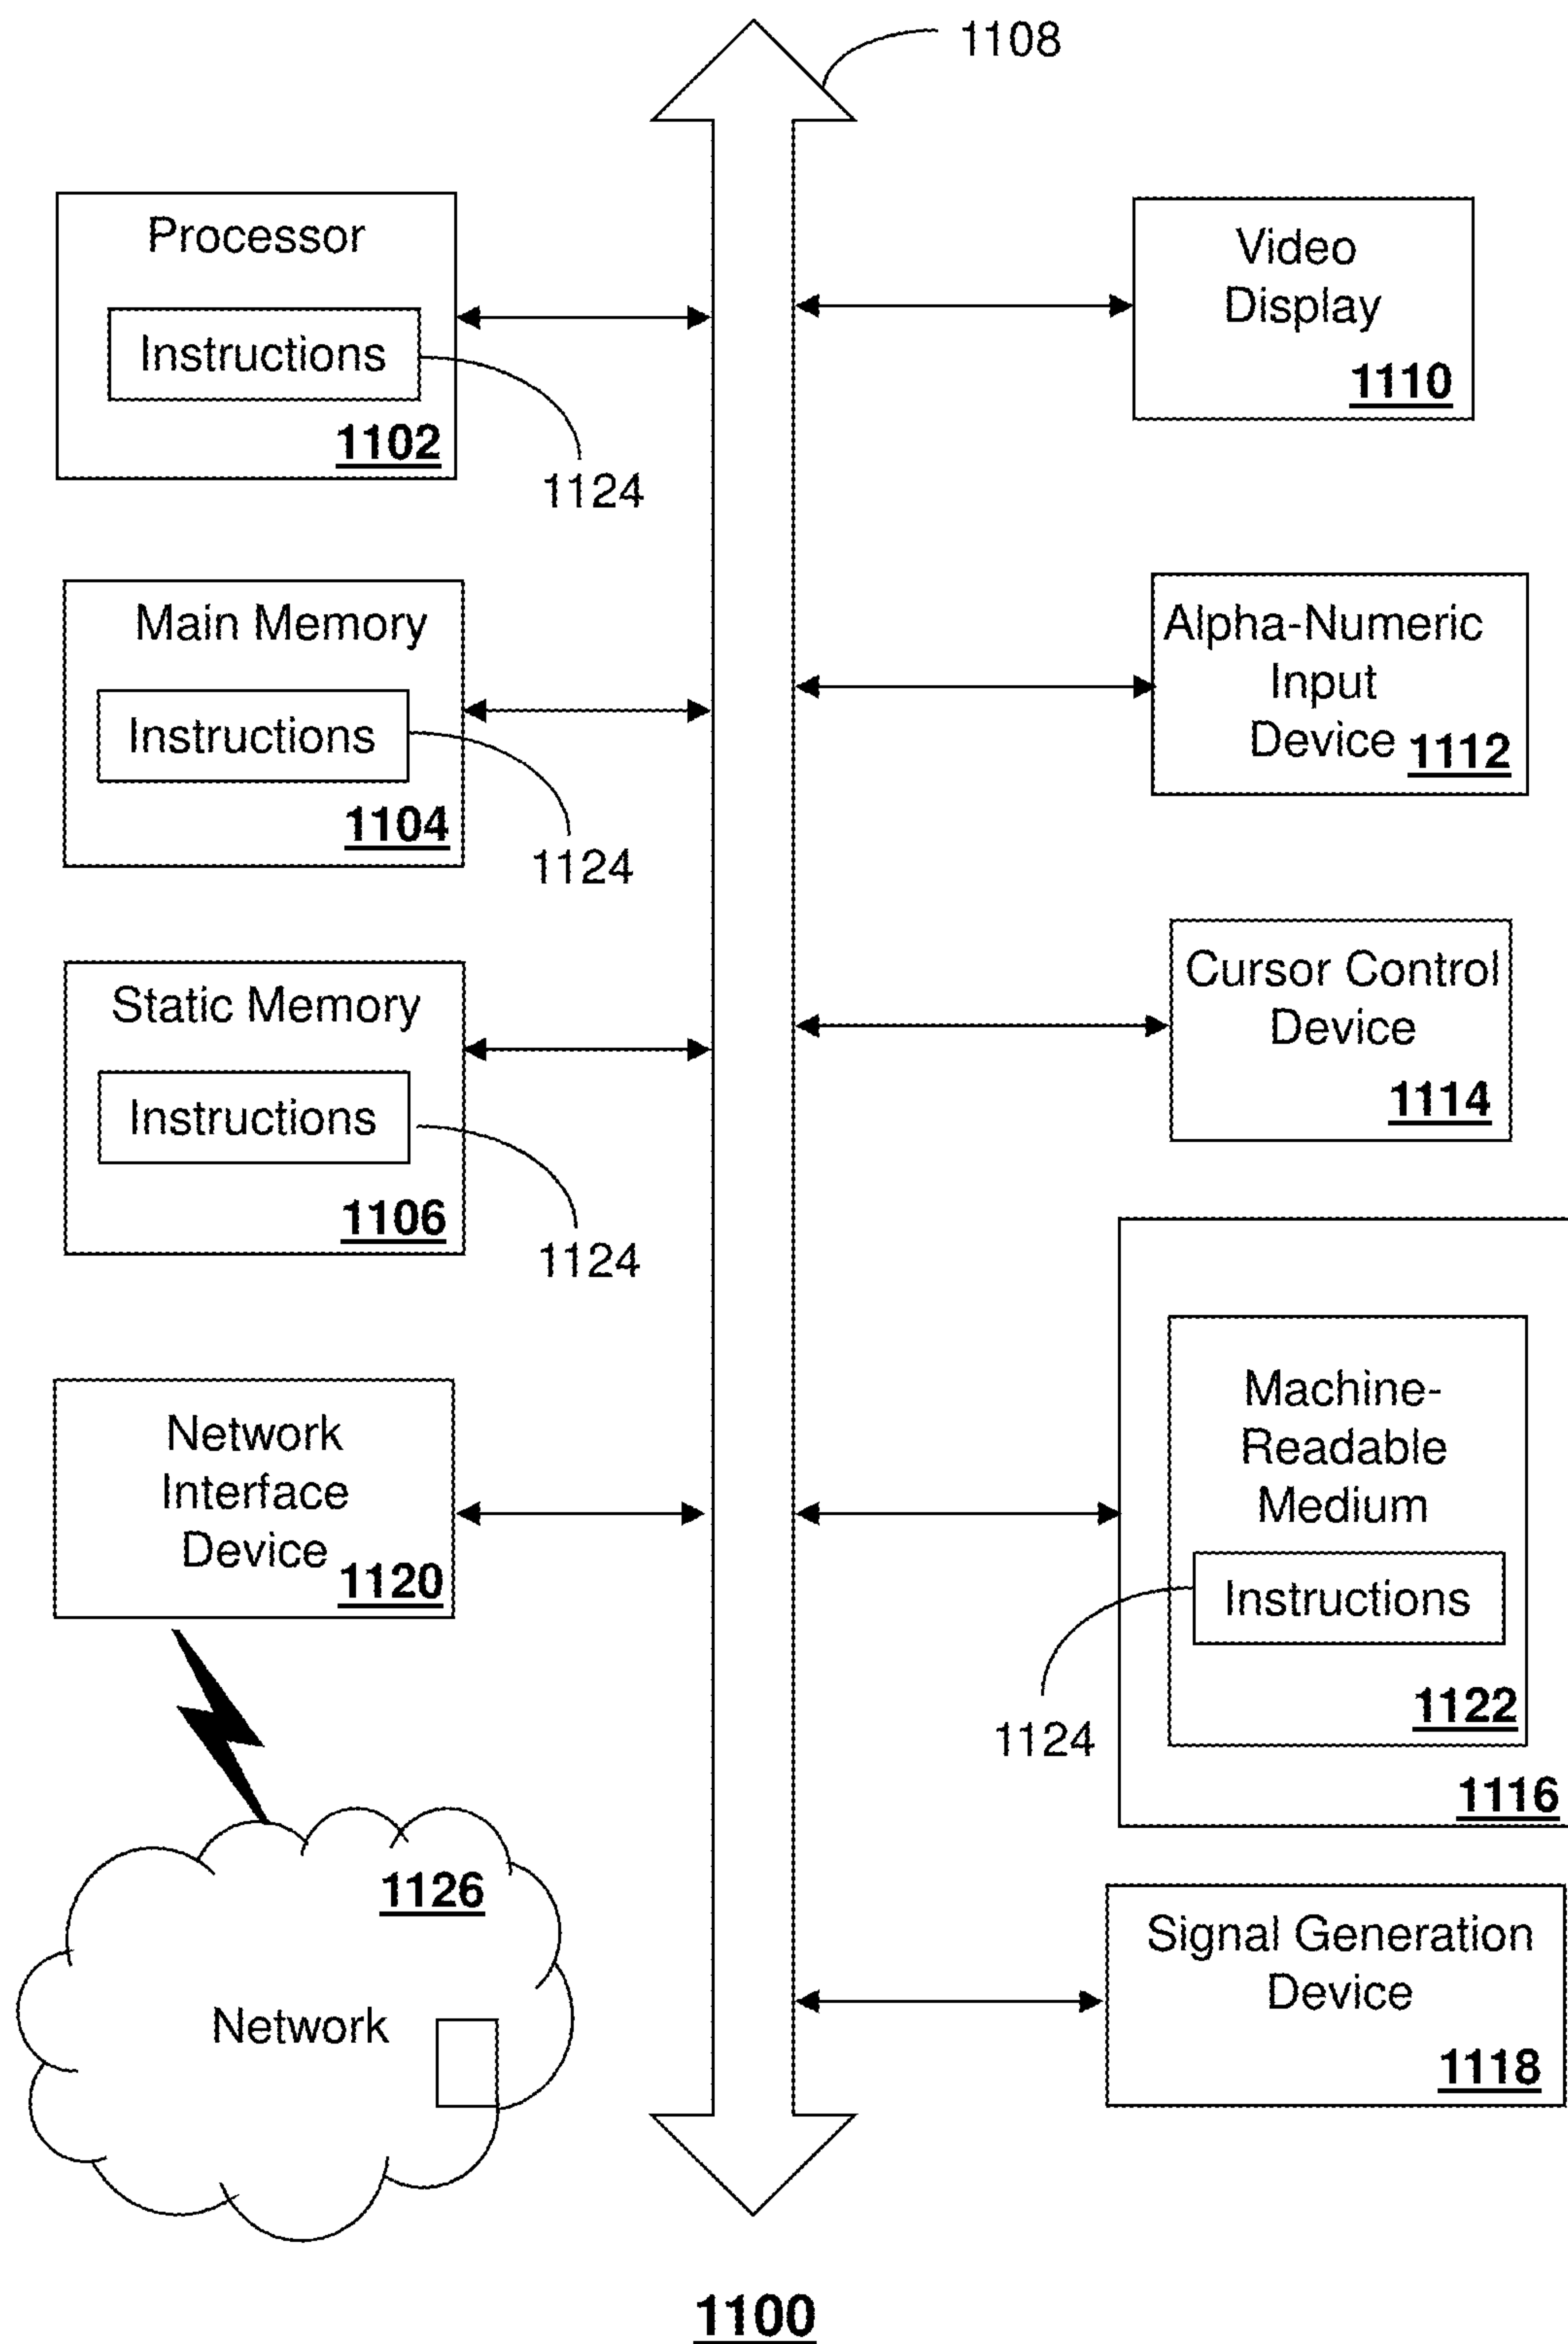 1108
Processor
Instructions
1102
1124
Main Memory
Instructions
1104
1124
Static Memory
Instructions
1106
1124
Network
Interface
Device
1120
1126
Network
Video
Display
1110
Alpha-Numeric
Input
Device 1112
Cursor Control
Device
1114
Machine-
Readable
Medium
Instructions
1122
1124
1116
Signal Generation
Device
1118
1100